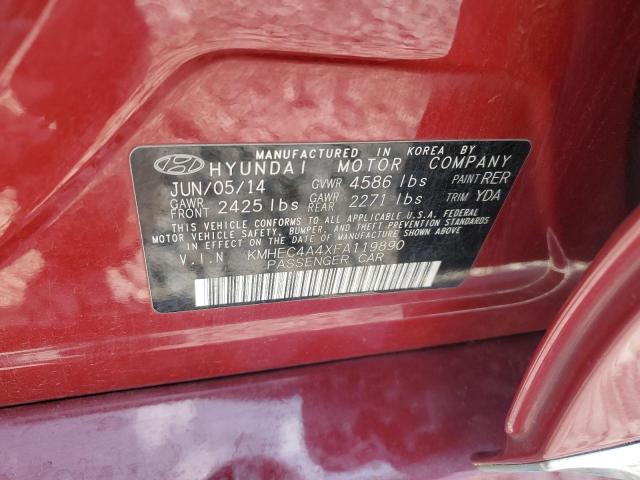 MANUFACTURED IN KOREA BY
HYUNDAI MOTOR COMPANY
JUN/05/14 GVWR 4586 lbs PAINT RER
GAWR FRONT 2425 lbs GAWR REAR 2271 lbs TRIM YDA
THIS VEHICLE CONFORMS TO ALL APPLICABLE U.S.A. FEDERAL
MOTOR VEHICLE SAFETY, BUMPER, AND THEFT PREVENTION STANDARDS
IN EFFECT ON THE DATE OF MANUFACTURE SHOWN ABOVE.
V.I.N KMHEC4A4XFA119890
PASSENGER CAR